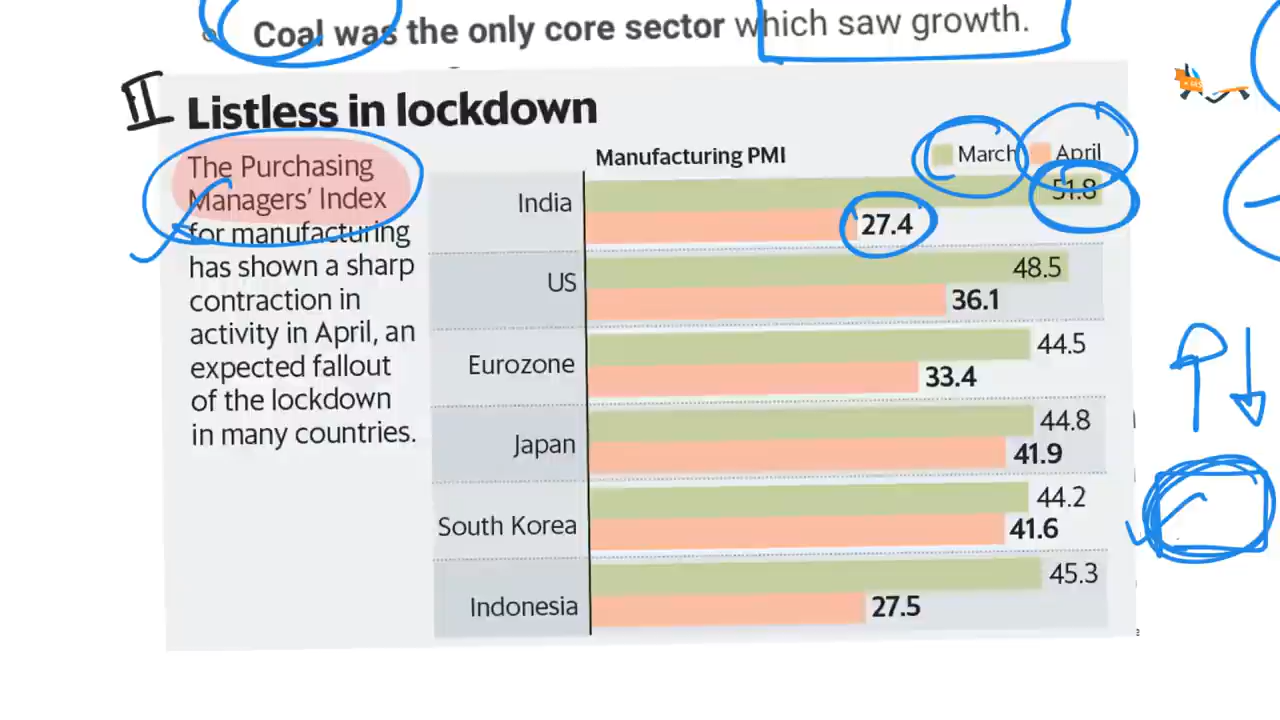 Coal was the only core sector which saw growth.
II
Listless in lockdown
The Purchasing
Managers' Index
for manufacturing
has shown a sharp
contraction in
activity in April, an
expected fallout
of the lockdown
in many countries.
Manufacturing PMI
March
April
India
51.8
27.4
US
48.5
36.1
Eurozone
44.5
33.4
Japan
44.8
41.9
South Korea
44.2
41.6
Indonesia
45.3
27.5